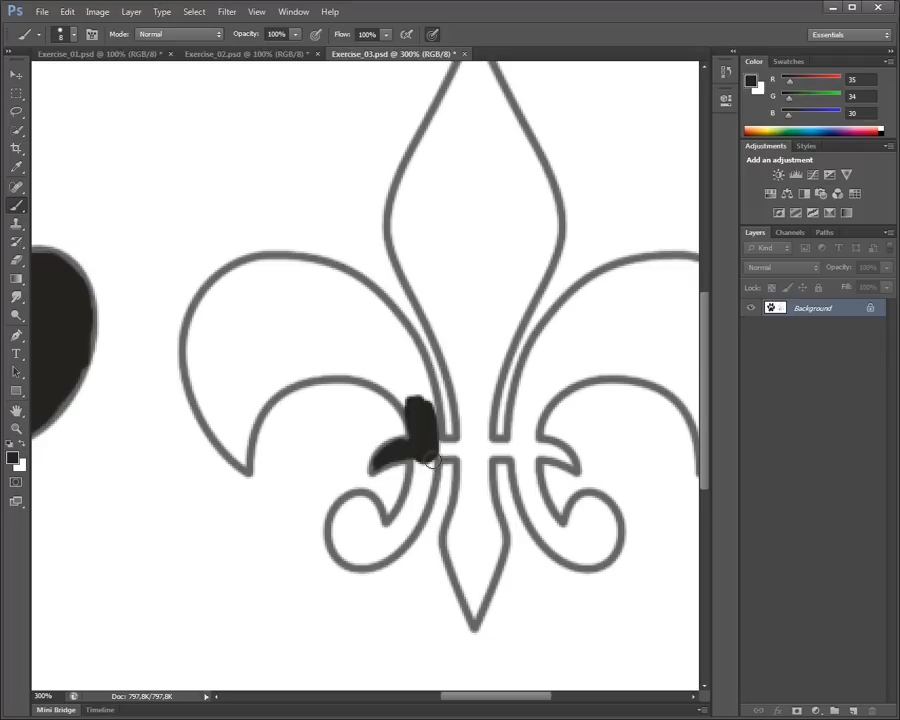 Ps File Edit Image Layer Type Select Filter View Window Help
8 Mode: Normal Opacity: 100% Flow: 100% Essentials
Exercise_01.psd @ 100% (RGB/8) * × Exercise_02.psd @ 100% (RGB/8) * × Exercise_03.psd @ 300% (RGB/8) * ×
Color Swatches
R 35
G 34
B 30
Adjustments Styles
Add an adjustment
Layers Channels Paths
Kind
Normal Opacity: 100%
Lock: Fill: 100%
Background
300% Doc: 797,8K/797,8K
Mini Bridge Timeline